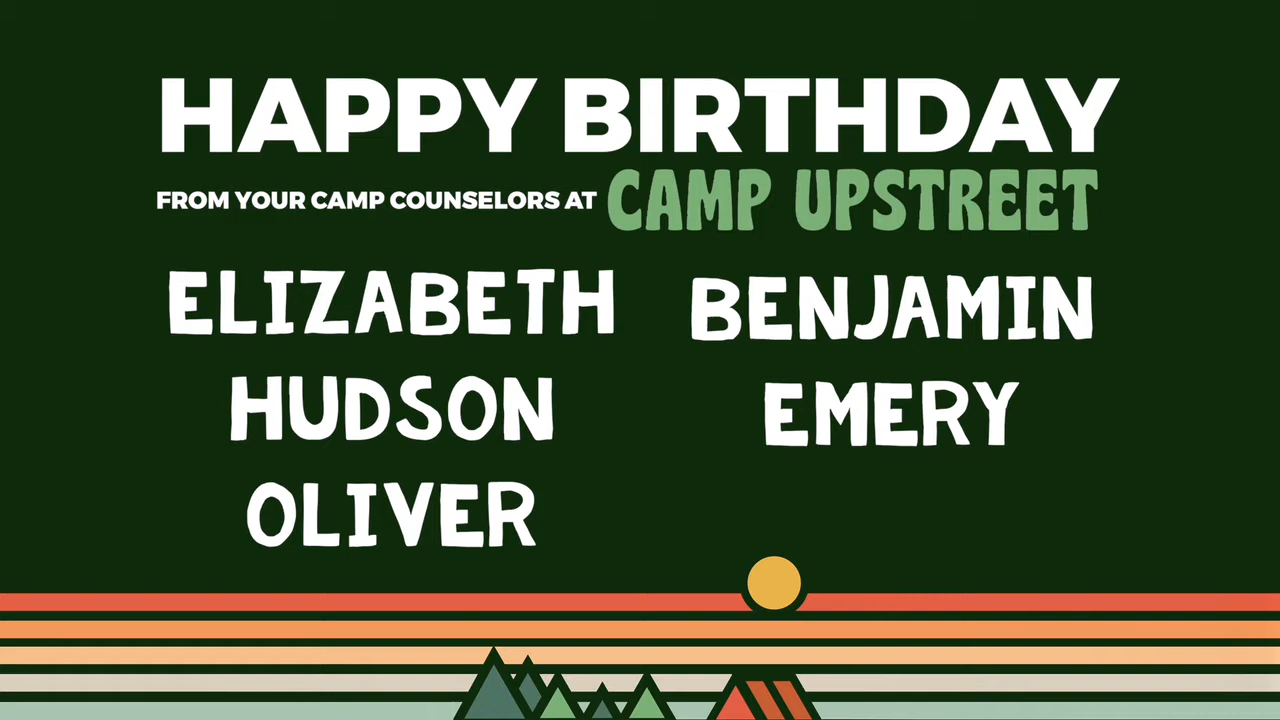 HAPPY BIRTHDAY
FROM YOUR CAMP COUNSELORS AT CAMP UPSTREET
ELIZABETH
HUDSON
OLIVER
BENJAMIN
EMERY